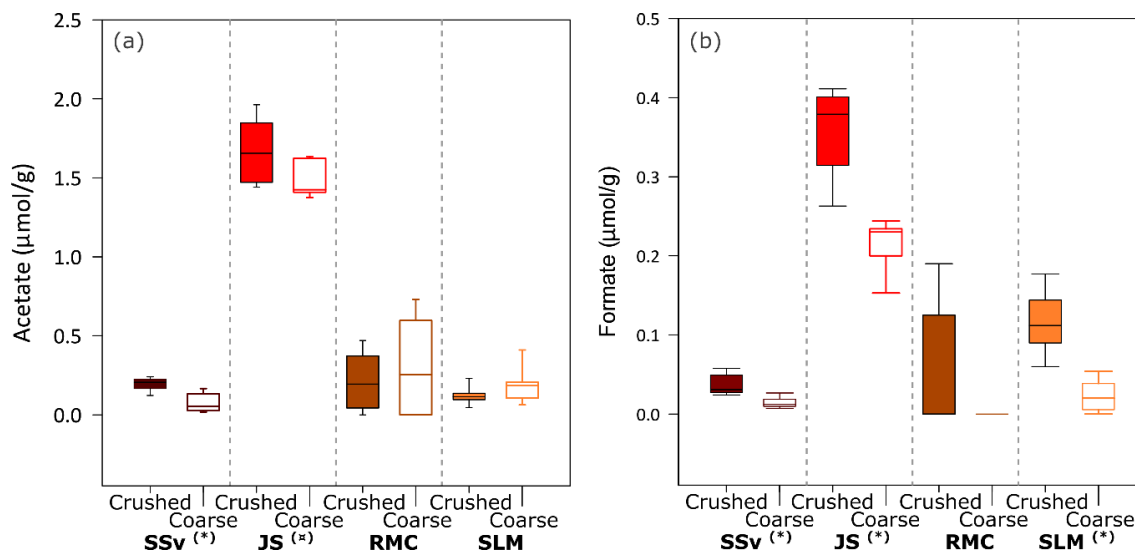 (a)
Acetate (µmol/g)
2.5
2.0
1.5
1.0
0.5
0.0
Crushed Crushed Crushed Crushed
Coarse Coarse Coarse Coarse
SSv (*) JS (¤) RMC SLM
(b)
Formate (µmol/g)
0.5
0.4
0.3
0.2
0.1
0.0
Crushed Crushed Crushed Crushed
Coarse Coarse Coarse Coarse
SSv (*) JS (*) RMC SLM (*)